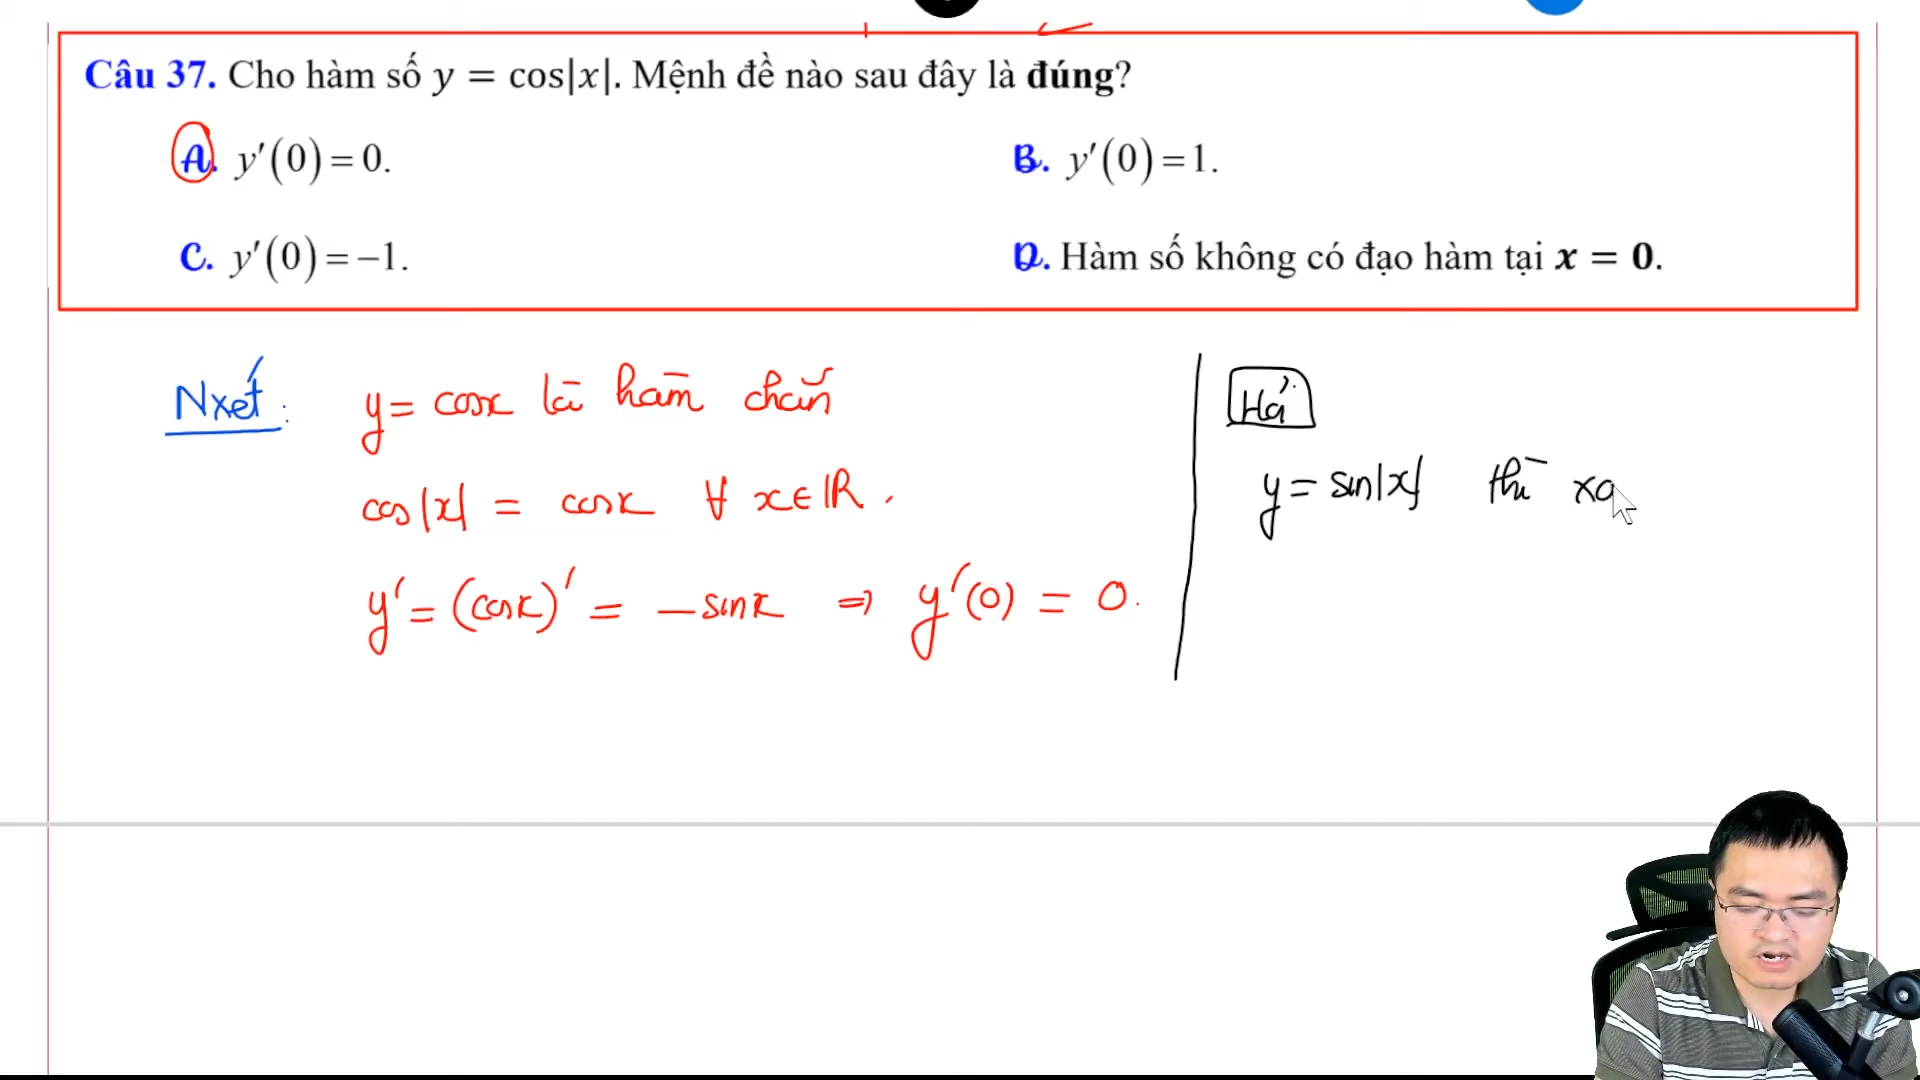 Câu 37. Cho hàm số y = cos|x|. Mệnh đề nào sau đây là đúng?
A. y′(0) = 0.
B. y′(0) = 1.
C. y′(0) = −1.
D. Hàm số không có đạo hàm tại x = 0.
Nxét: y = cosx là hàm chẵn
cos|x| = cosx ∀ x∈ℝ.
y' = (cosx)' = −sinx ⇒ y'(0) = 0.
Hả
y = sin|x| thì